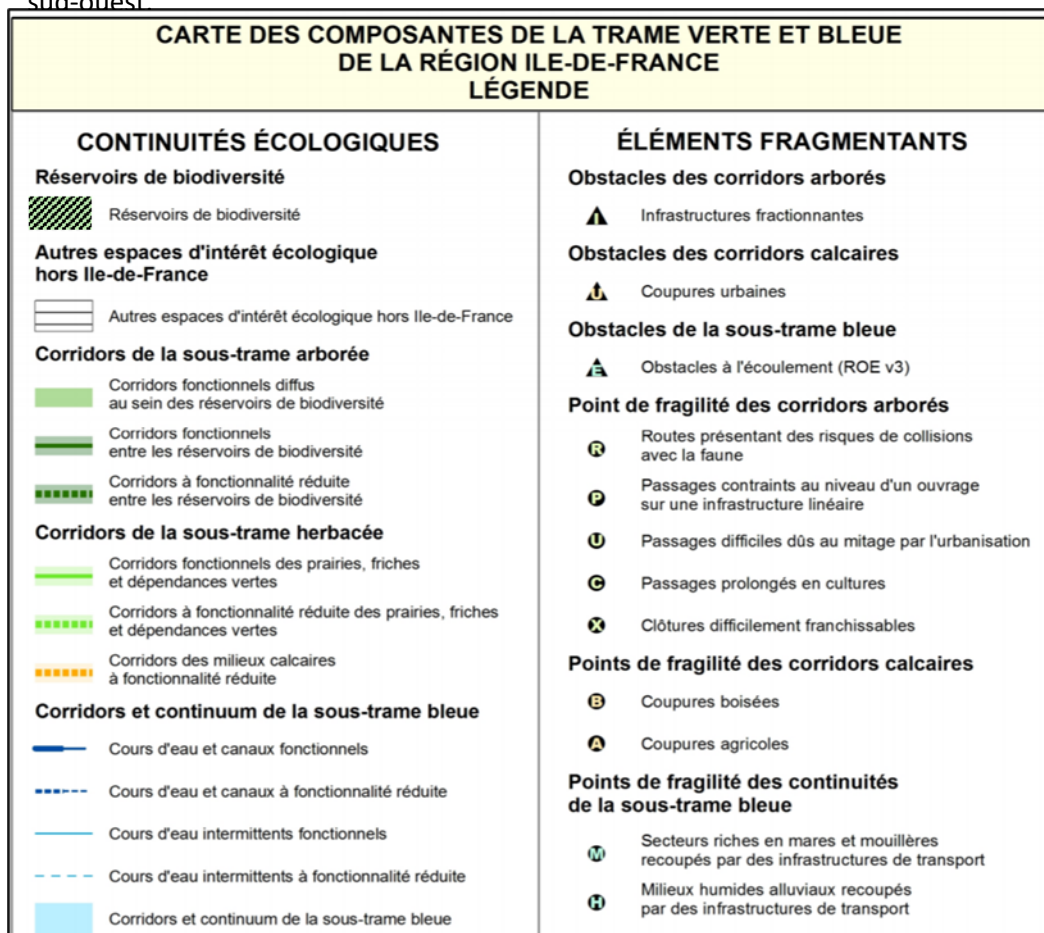 sud-ouest.
CARTE DES COMPOSANTES DE LA TRAME VERTE ET BLEUE
DE LA RÉGION ILE-DE-FRANCE
LÉGENDE
CONTINUITÉS ÉCOLOGIQUES
Réservoirs de biodiversité
Réservoirs de biodiversité
Autres espaces d'intérêt écologique
hors Ile-de-France
Autres espaces d'intérêt écologique hors Ile-de-France
Corridors de la sous-trame arborée
Corridors fonctionnels diffus
au sein des réservoirs de biodiversité
Corridors fonctionnels
entre les réservoirs de biodiversité
Corridors à fonctionnalité réduite
entre les réservoirs de biodiversité
Corridors de la sous-trame herbacée
Corridors fonctionnels des prairies, friches
et dépendances vertes
Corridors à fonctionnalité réduite des prairies, friches
et dépendances vertes
Corridors des milieux calcaires
à fonctionnalité réduite
Corridors et continuum de la sous-trame bleue
Cours d'eau et canaux fonctionnels
Cours d'eau et canaux à fonctionnalité réduite
Cours d'eau intermittents fonctionnels
Cours d'eau intermittents à fonctionnalité réduite
Corridors et continuum de la sous-trame bleue
ÉLÉMENTS FRAGMENTANTS
Obstacles des corridors arborés
I Infrastructures fractionnantes
Obstacles des corridors calcaires
U Coupures urbaines
Obstacles de la sous-trame bleue
E Obstacles à l'écoulement (ROE v3)
Point de fragilité des corridors arborés
R Routes présentant des risques de collisions
avec la faune
P Passages contraints au niveau d'un ouvrage
sur une infrastructure linéaire
U Passages difficiles dûs au mitage par l'urbanisation
C Passages prolongés en cultures
X Clôtures difficilement franchissables
Points de fragilité des corridors calcaires
B Coupures boisées
A Coupures agricoles
Points de fragilité des continuités
de la sous-trame bleue
M Secteurs riches en mares et mouillères
recoupés par des infrastructures de transport
H Milieux humides alluviaux recoupés
par des infrastructures de transport